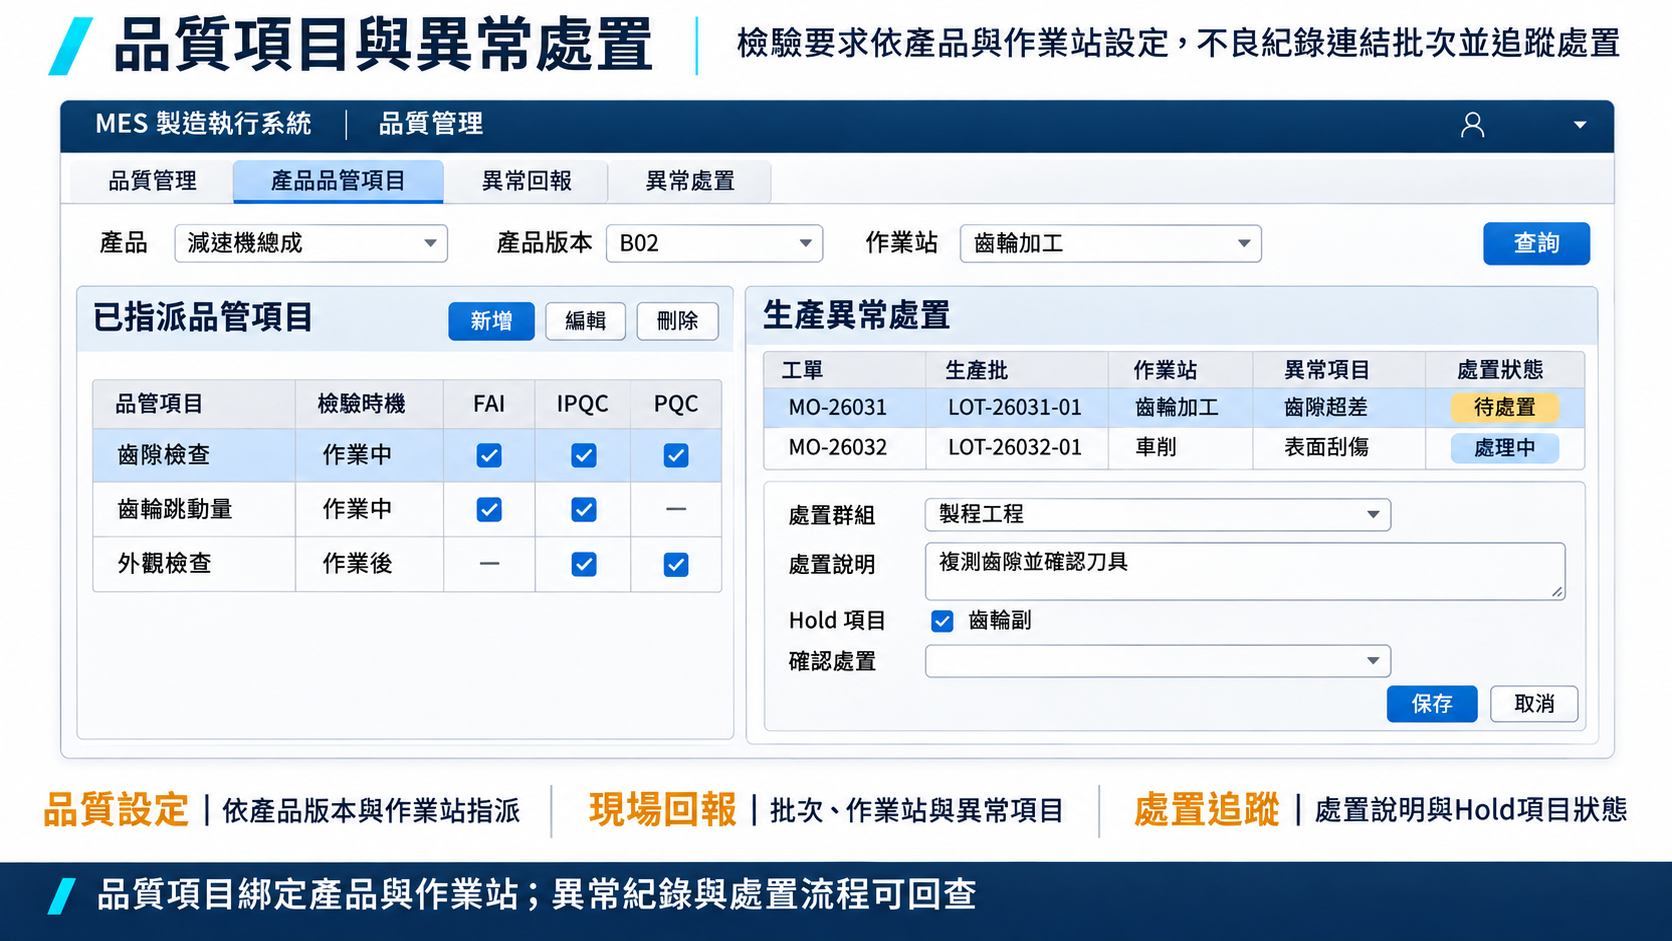 品質項目與異常處置
檢驗要求依產品與作業站設定，不良紀錄連結批次並追蹤處置
MES 製造執行系統 品質管理
品質管理 產品品管項目 異常回報 異常處置
產品 減速機總成 產品版本 B02 作業站 齒輪加工 查詢
已指派品管項目 新增 編輯 刪除
品管項目 檢驗時機 FAI IPQC PQC
齒隙檢查 作業中
齒輪跳動量 作業中 —
外觀檢查 作業後 —
生產異常處置
工單 生產批 作業站 異常項目 處置狀態
MO-26031 LOT-26031-01 齒輪加工 齒隙超差 待處置
MO-26032 LOT-26032-01 車削 表面刮傷 處理中
處置群組 製程工程
處置說明 複測齒隙並確認刀具
Hold 項目 齒輪副
確認處置
保存 取消
品質設定 | 依產品版本與作業站指派
現場回報 | 批次、作業站與異常項目
處置追蹤 | 處置說明與Hold項目狀態
品質項目綁定產品與作業站；異常紀錄與處置流程可回查